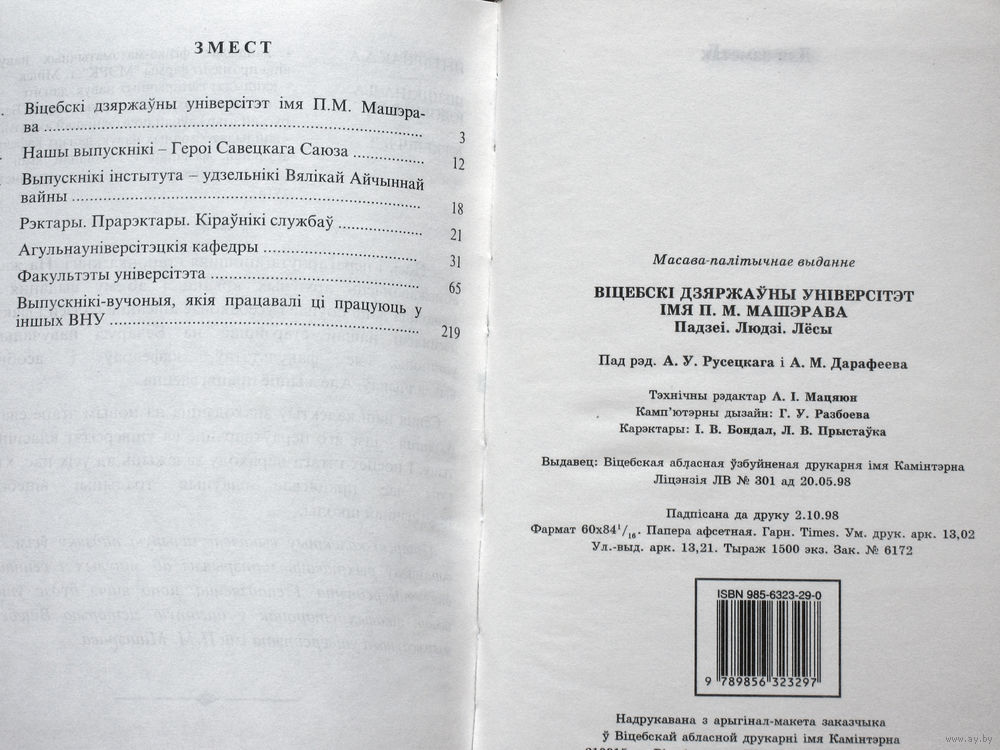 ЗМЕСТ
Віцебскі дзяржаўны універсітэт імя П.М. Машэра-
ва ........ 3
Нашы выпускнікі – Героі Савецкага Саюза ........ 12
Выпускнікі інстытута – удзельнікі Вялікай Айчыннай
вайны ........ 18
Рэктары. Прарэктары. Кіраўнікі службаў ........ 21
Агульнауніверсітэцкія кафедры ........ 31
Факультэты універсітэта ........ 65
Выпускнікі-вучоныя, якія працавалі ці працуюць у
іншых ВНУ ........ 219
Масава-палітычнае выданне
ВІЦЕБСКІ ДЗЯРЖАЎНЫ УНІВЕРСІТЭТ
ІМЯ П. М. МАШЭРАВА
Падзеі. Людзі. Лёсы
Пад рэд. А. У. Русецкага і А. М. Дарафеева
Тэхнічны рэдактар А. І. Мацяюн
Камп'ютэрны дызайн: Г. У. Разбоева
Карэктары: І. В. Бондал, Л. В. Прыстаўка
Выдавец: Віцебская абласная ўзбуйненая друкарня імя Камінтэрна
Ліцэнзія ЛВ № 301 ад 20.05.98
Падпісана да друку 2.10.98
Фармат 60х84 1/16. Папера афсетная. Гарн. Times. Ум. друк. арк. 13,02
Ул.-выд. арк. 13,21. Тыраж 1500 экз. Зак. № 6172
ISBN 985-6323-29-0
9 789856 323297
Надрукавана з арыгінал-макета заказчыка
ў Віцебскай абласной друкарні імя Камінтэрна
www.ay.by